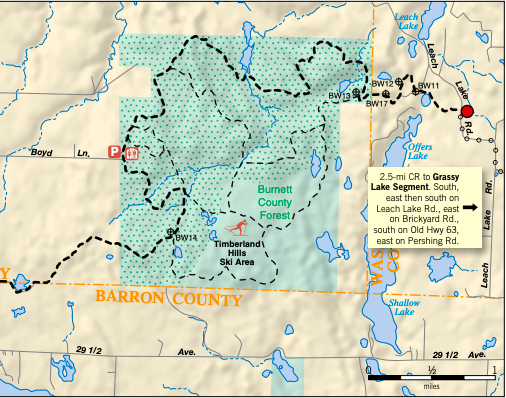 Leach
Lake
Leach
Lake
Rd.
BW12
BW11
BW13
BW17
Offers
Lake
Boyd Ln.
P
2.5-mi CR to Grassy
Lake Segment. South,
east then south on
Leach Lake Rd., east
on Brickyard Rd.,
south on Old Hwy 63,
east on Pershing Rd.
Burnett
County
Forest
BW14
Timberland
Hills
Ski Area
Leach Lake Rd.
Y
BARRON COUNTY
WAS
CO
Shallow
Lake
29 1/2 Ave.
29 1/2 Ave.
0 ½ 1
miles